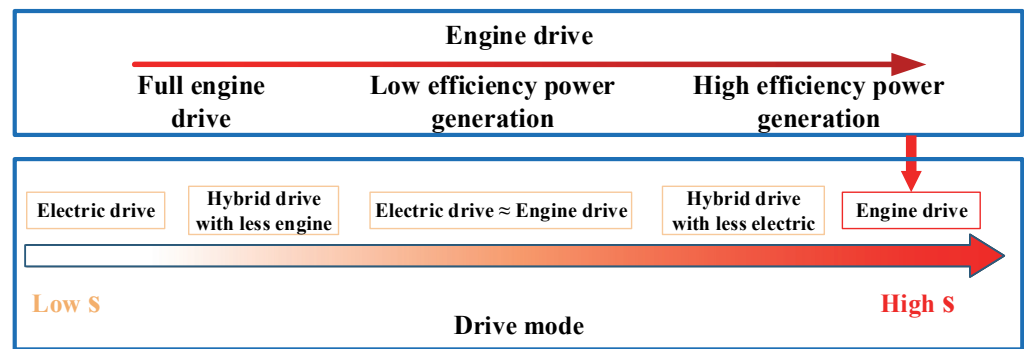 Engine drive
Full engine
drive
Low efficiency power
generation
High efficiency power
generation
Electric drive
Hybrid drive
with less engine
Electric drive ≈ Engine drive
Hybrid drive
with less electric
Engine drive
Low $
High $
Drive mode